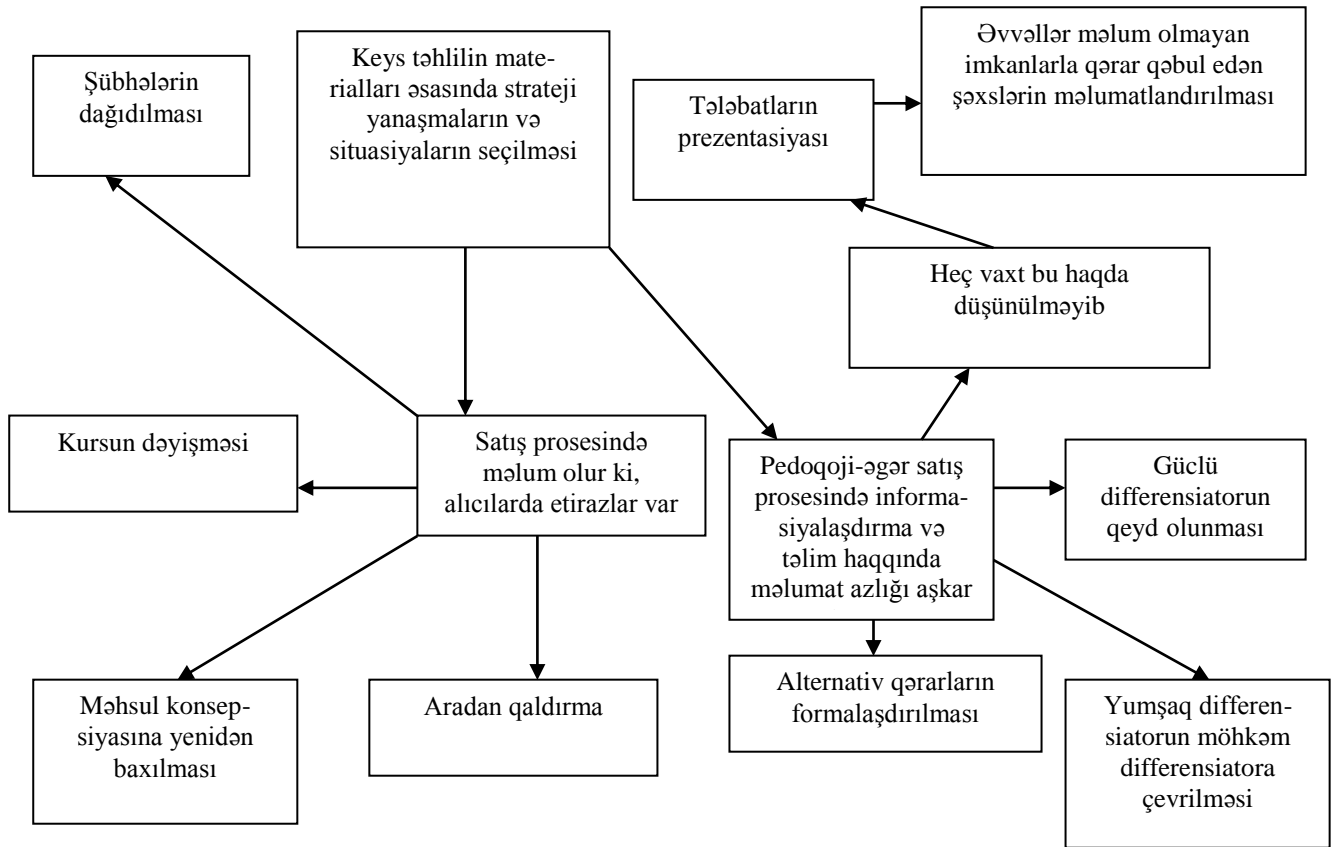 Şübhələrin
dağıdılması
Keys təhlilin mate-
rialları əsasında strateji
yanaşmaların və
situasiyaların seçilməsi
Tələbatların
prezentasiyası
Əvvəllər məlum olmayan
imkanlarla qərar qəbul edən
şəxslərin məlumatlandırılması
Heç vaxt bu haqda
düşünülməyib
Kursun dəyişməsi
Satış prosesində
məlum olur ki,
alıcılarda etirazlar var
Pedoqoji-əgər satış
prosesində informa-
siyalaşdırma və
təlim haqqında
məlumat azlığı aşkar
Güclü
differensiatorun
qeyd olunması
Məhsul konsep-
siyasına yenidən
baxılması
Aradan qaldırma
Alternativ qərarların
formalaşdırılması
Yumşaq differen-
siatorun möhkəm
differensiatora
çevrilməsi